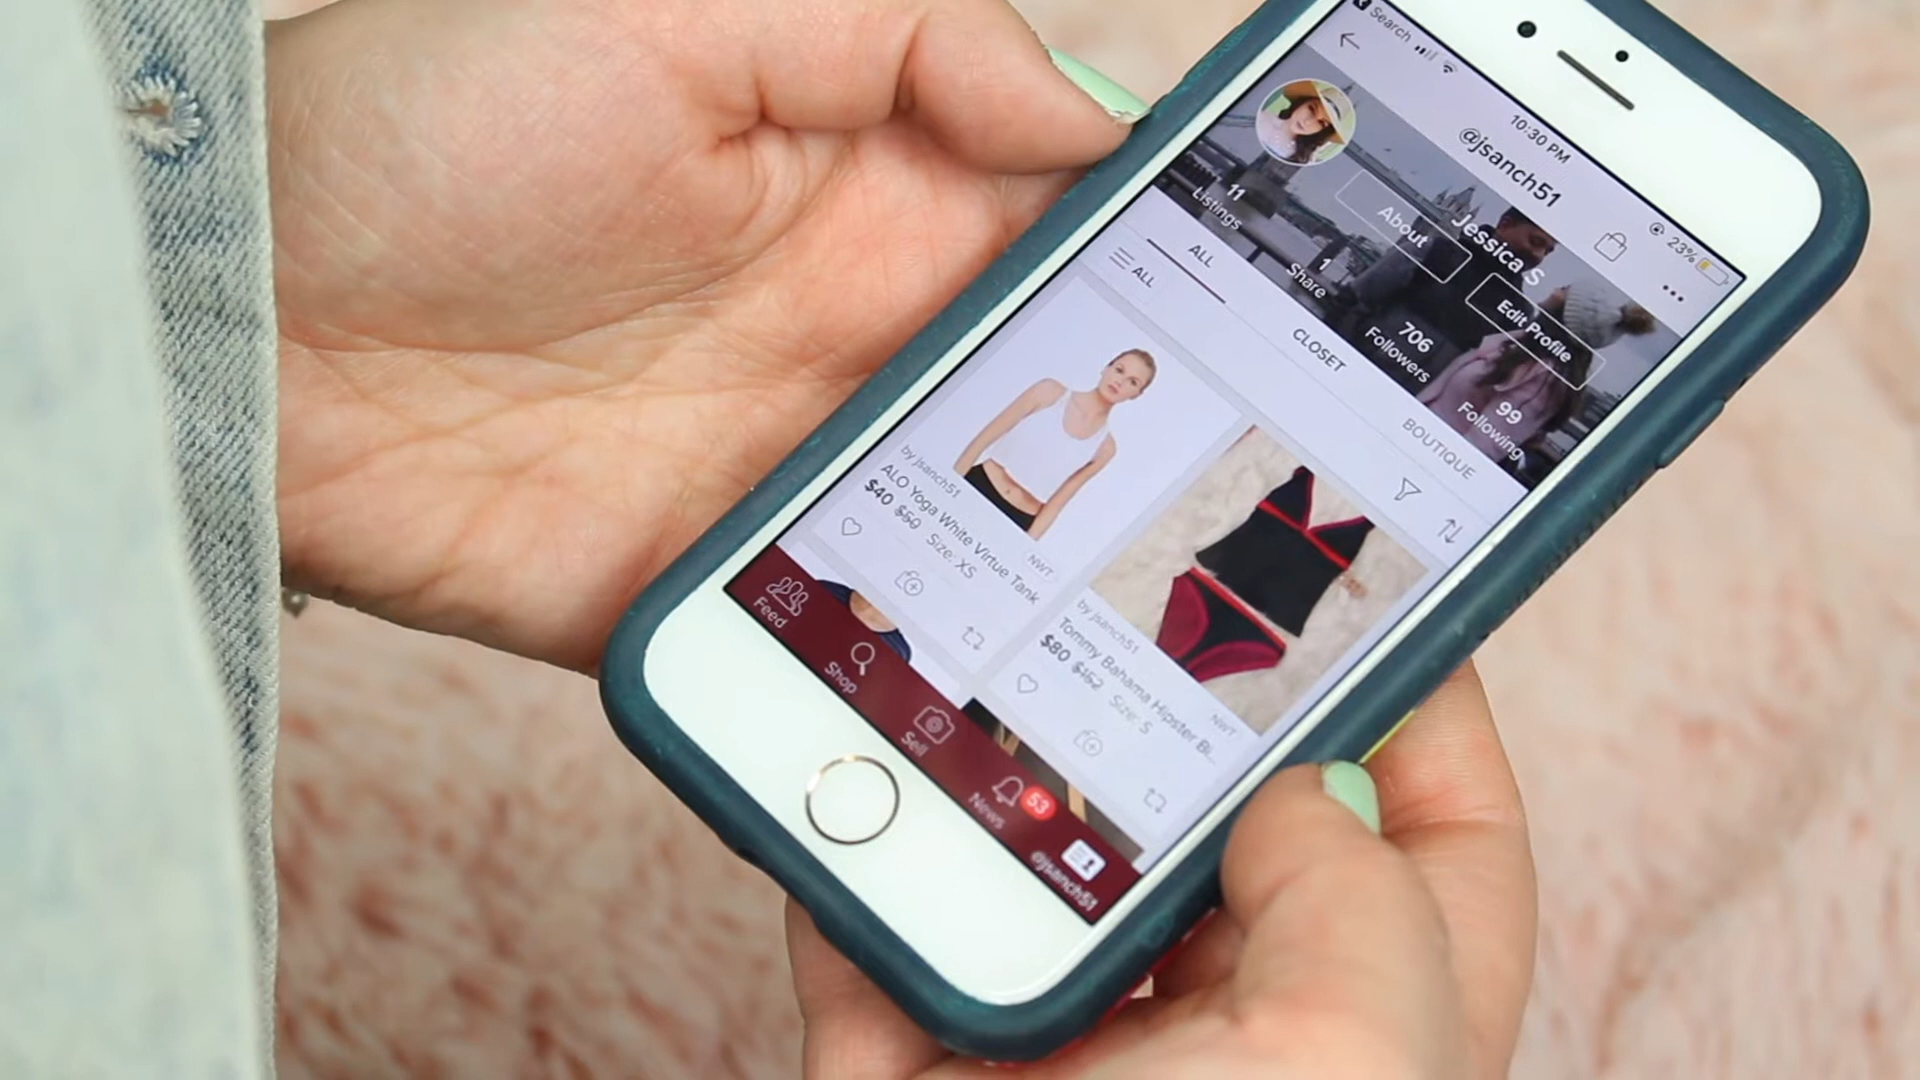 Search
10:30 PM
23%
@jsanch51
Jessica S
About
Edit Profile
11
Listings
1
Share
706
Followers
99
Following
ALL
CLOSET
BOUTIQUE
ALL
by jsanch51
NWT
ALO Yoga White Virtue Tank
$40 $50 Size: XS
by jsanch51
NWT
Tommy Bahama Hipster Bi...
$80 $162 Size: S
Feed
Shop
Sell
News
53
@jsanch51